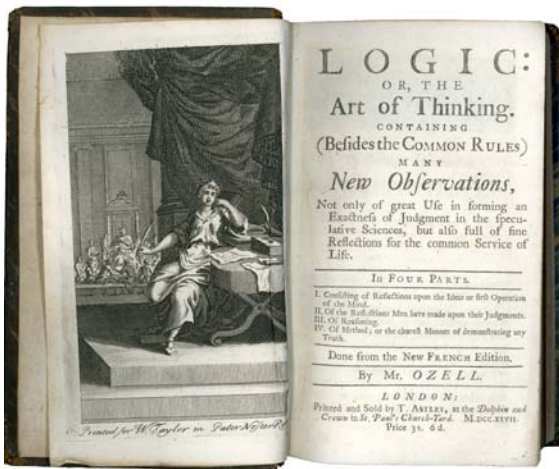 Printed for W. Taylor in Pater Nostar
LOGIC:
OR, THE
Art of Thinking.
CONTAINING
(Beſides the COMMON RULES)
MANY
New Obſervations,
Not only of great Uſe in forming an
Exactneſs of Judgment in the ſpecu-
lative Sciences, but alſo full of fine
Reflections for the common Service of
Life.
In FOUR PARTS.
I. Conſiſting of Reflections upon the Ideas or firſt Operation
of the Mind.
II. Of the Reflections Men have made upon their Judgments.
III. Of Reaſoning.
IV. Of Method; or the cleareſt Manner of demonſtrating any
Truth.
Done from the New FRENCH Edition.
By Mr. OZELL.
LONDON:
Printed and Sold by T. ASTLEY, at the Dolphin and
Crown in St. Paul's Church-Yard. M.DCC.XLVII.
Price 3s. 6d.